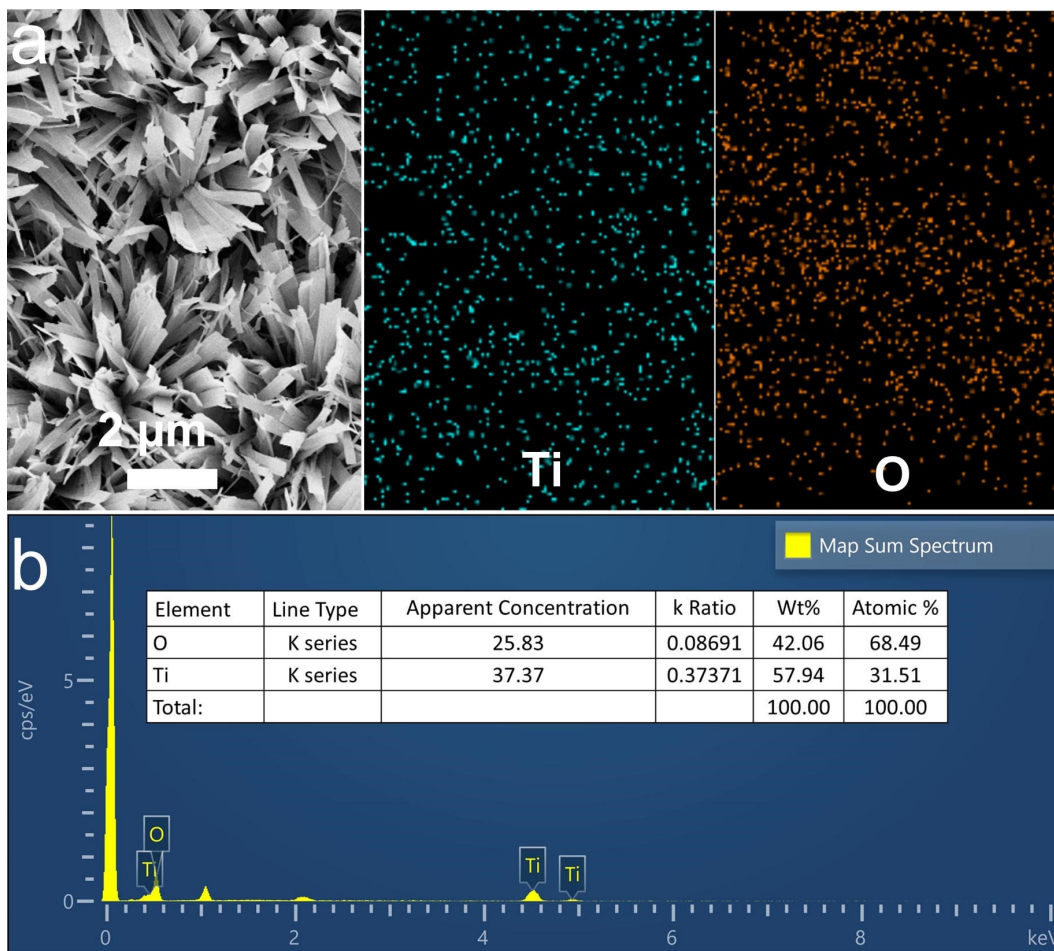 a
2 μm
Ti
O
b
Map Sum Spectrum
Element Line Type Apparent Concentration k Ratio Wt% Atomic %
O K series 25.83 0.08691 42.06 68.49
Ti K series 37.37 0.37371 57.94 31.51
Total: 100.00 100.00
5
cps/eV
O
Ti
Ti
Ti
0
0 2 4 6 8 keV